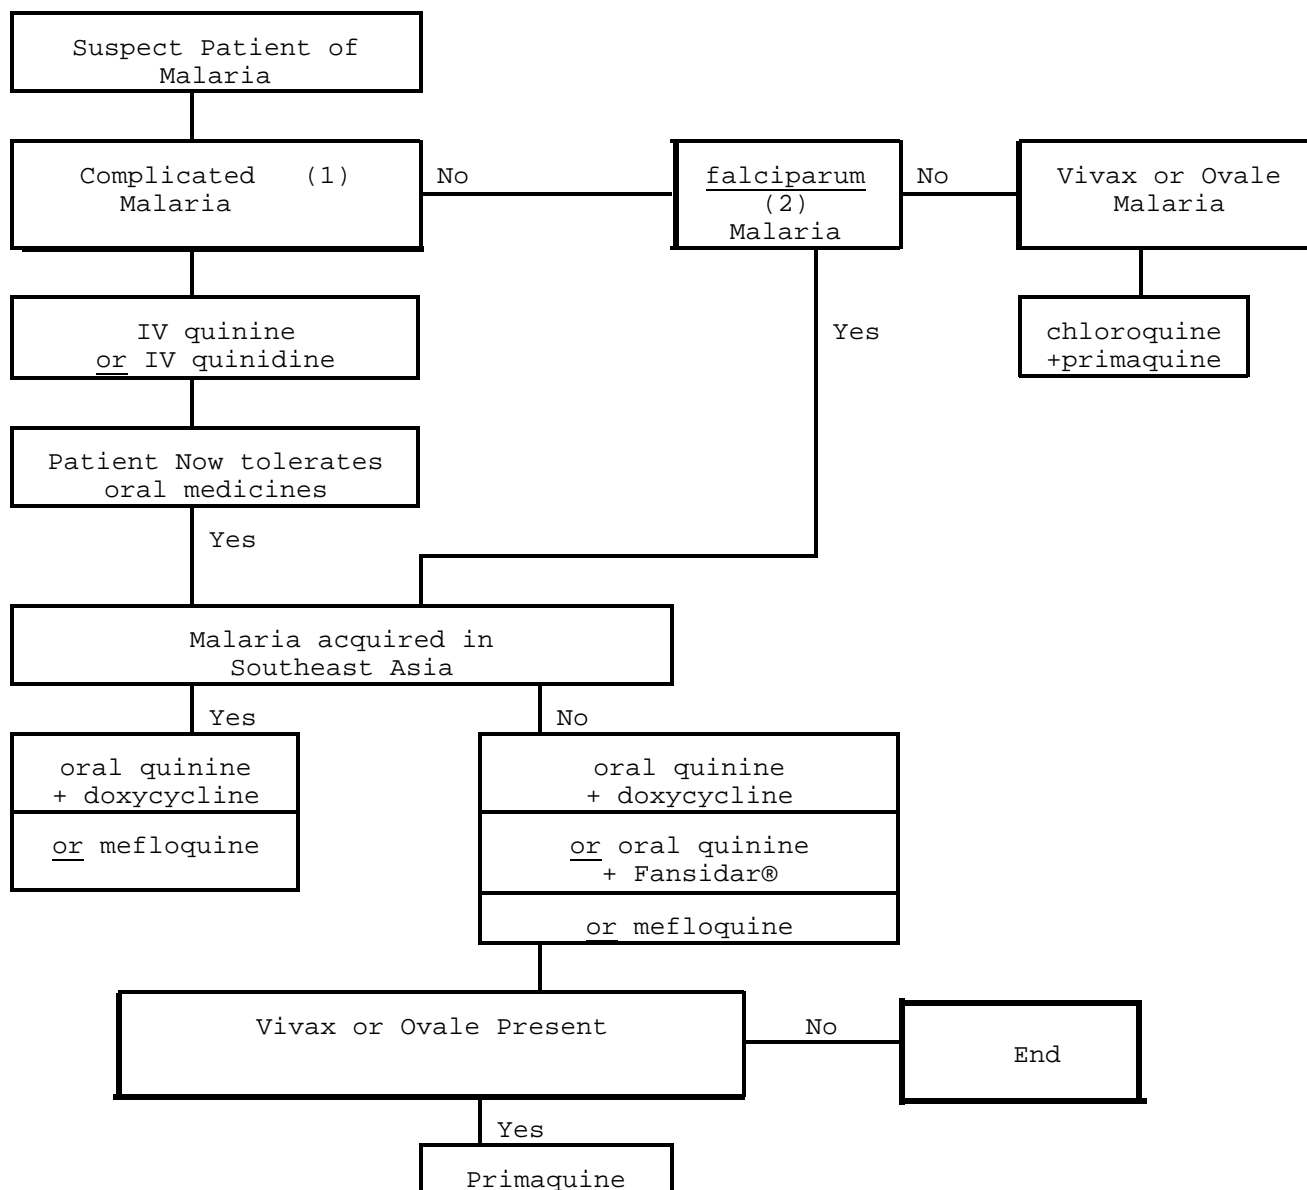 Suspect Patient of
Malaria
Complicated (1)
Malaria
No
falciparum
(2)
Malaria
No
Vivax or Ovale
Malaria
IV quinine
or IV quinidine
Yes
chloroquine
+primaquine
Patient Now tolerates
oral medicines
Yes
Malaria acquired in
Southeast Asia
Yes
No
oral quinine
+ doxycycline
or mefloquine
oral quinine
+ doxycycline
or oral quinine
+ Fansidar®
or mefloquine
Vivax or Ovale Present
No
End
Yes
Primaquine